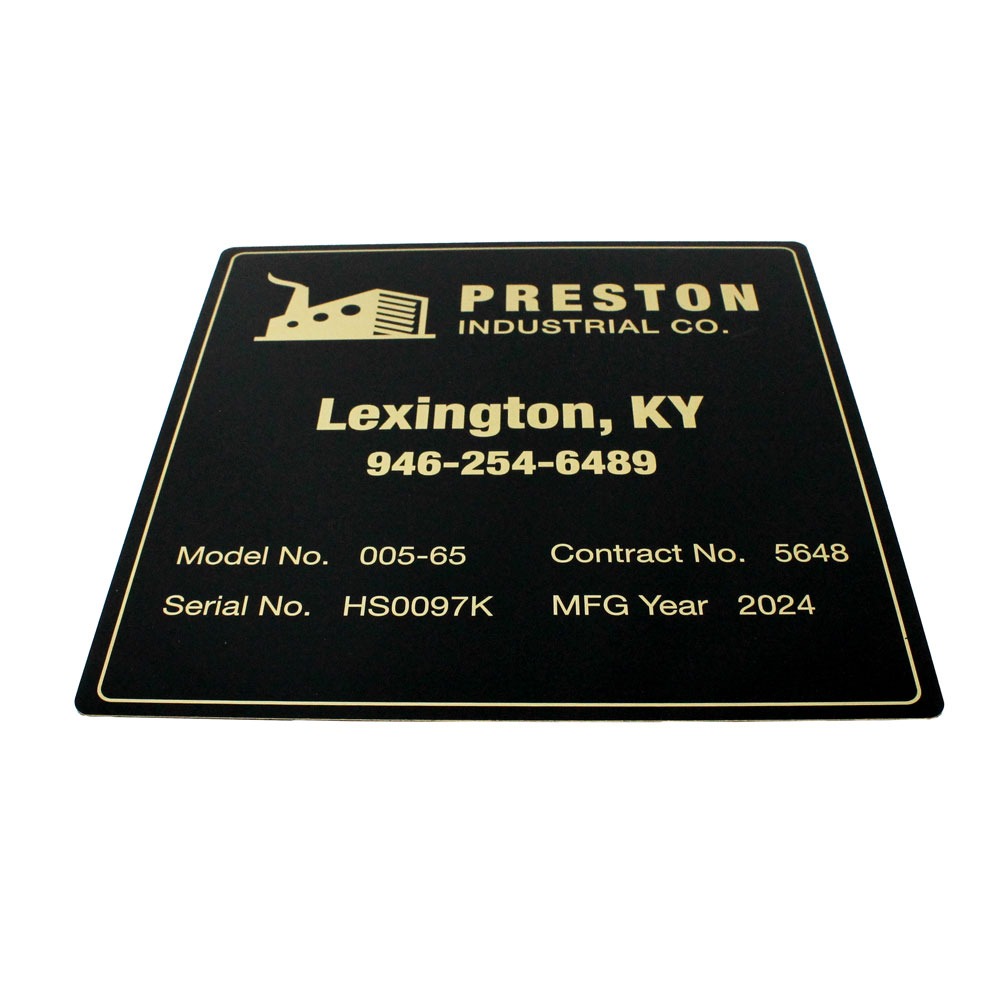 PRESTON
INDUSTRIAL CO.
Lexington, KY
946-254-6489
Model No. 005-65 Contract No. 5648
Serial No. HS0097K MFG Year 2024